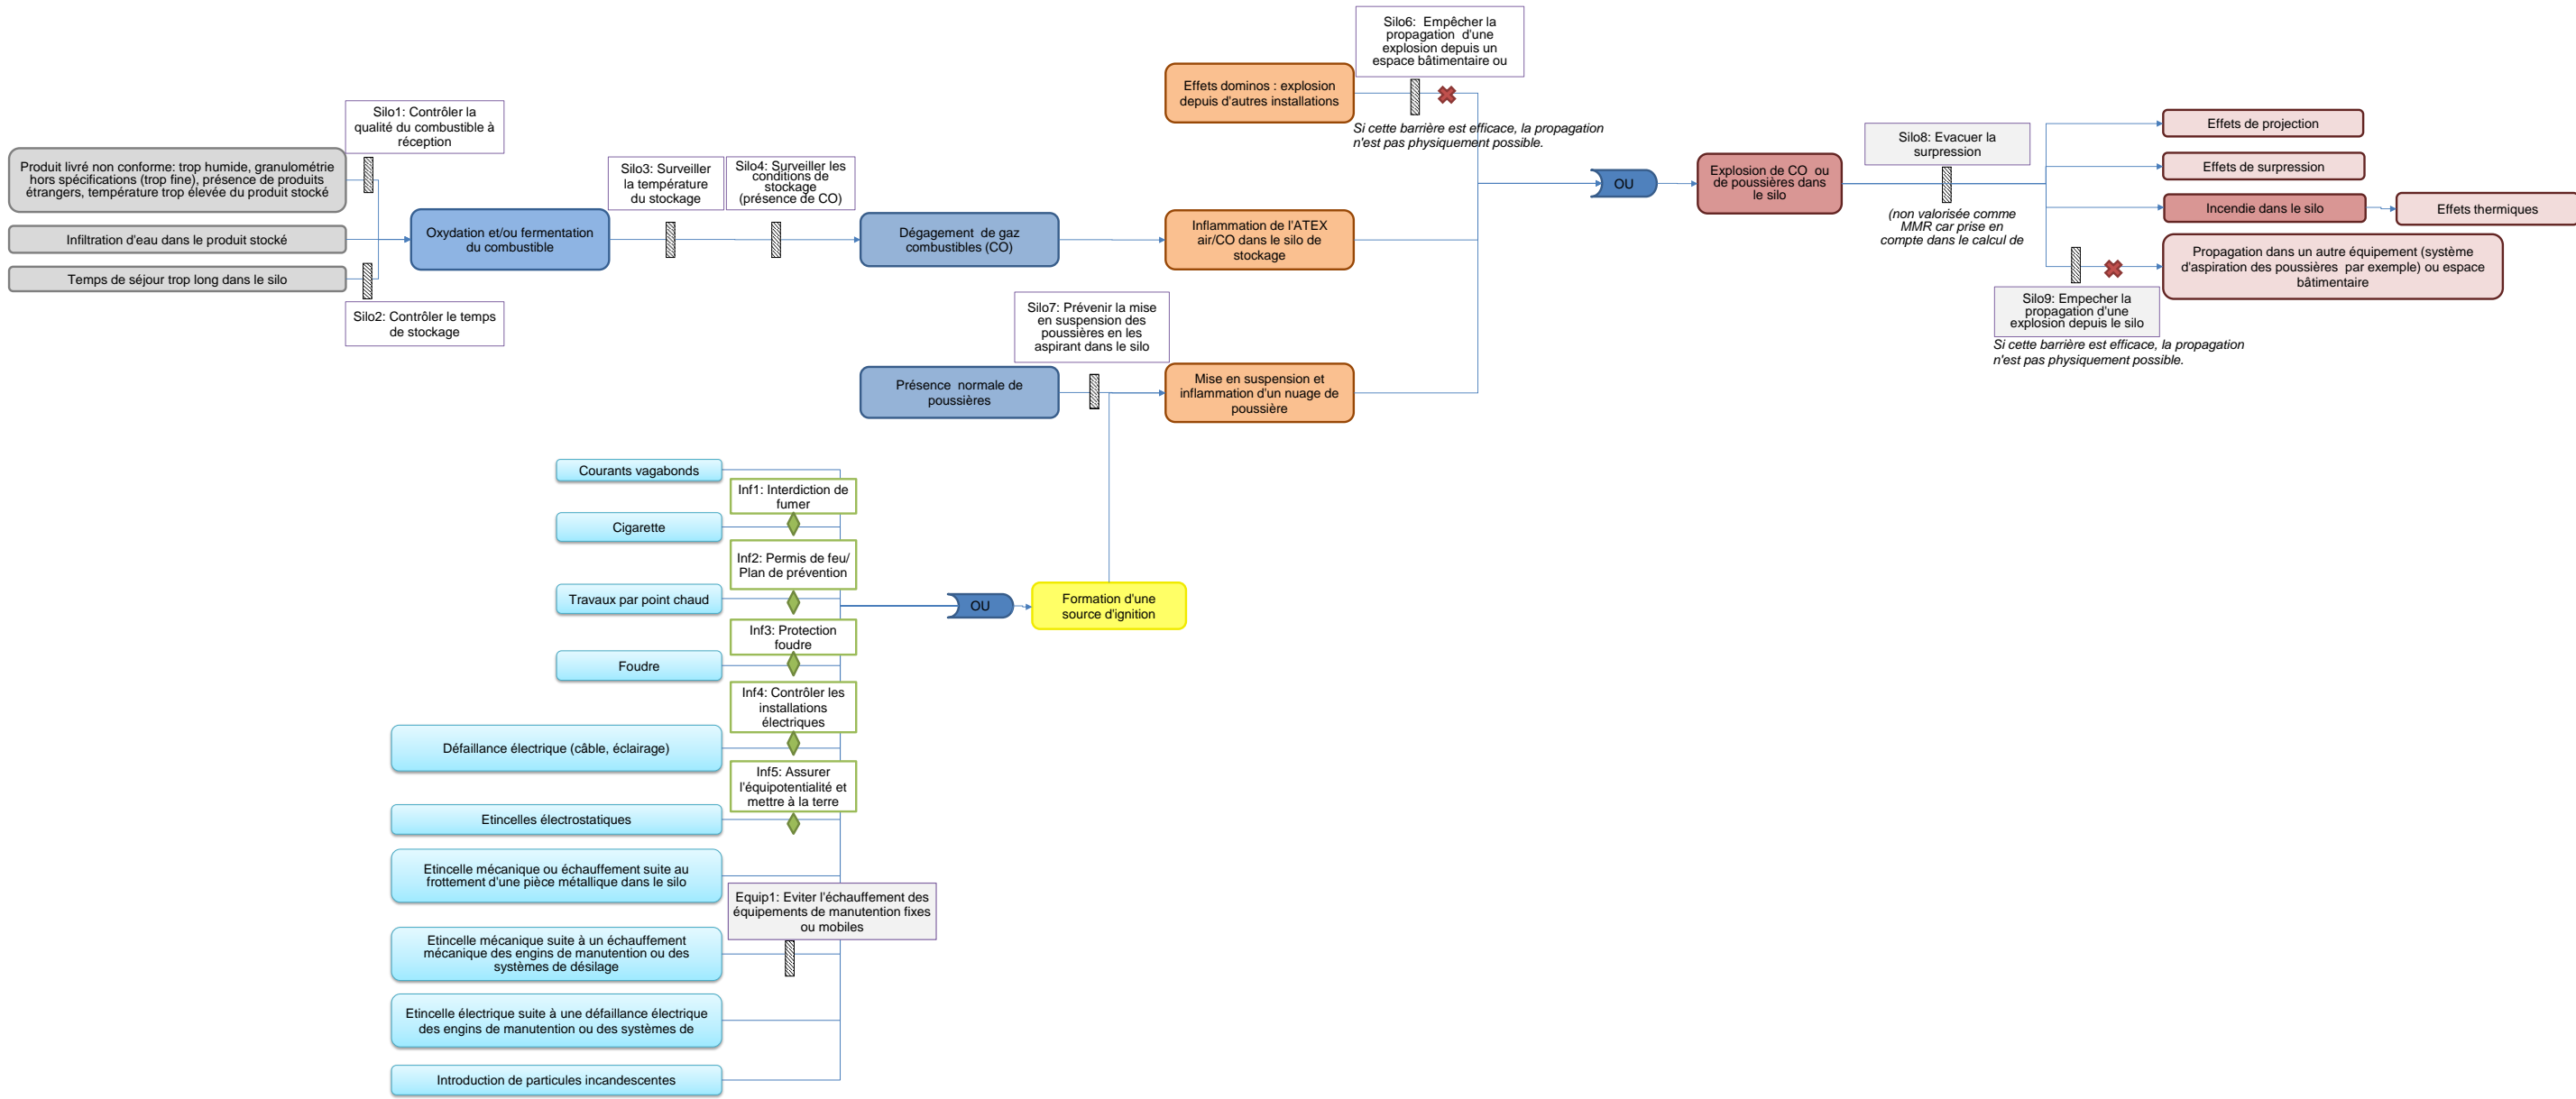 Silo6: Empêcher la
propagation d'une
explosion depuis un
espace bâtimentaire ou
Effets dominos : explosion
depuis d'autres installations
Si cette barrière est efficace, la propagation
n'est pas physiquement possible.
Silo1: Contrôler la
qualité du combustible à
réception
Produit livré non conforme: trop humide, granulométrie
hors spécifications (trop fine), présence de produits
étrangers, température trop élevée du produit stocké
Infiltration d'eau dans le produit stocké
Temps de séjour trop long dans le silo
Silo2: Contrôler le temps
de stockage
Oxydation et/ou fermentation
du combustible
Silo3: Surveiller
la température
du stockage
Silo4: Surveiller les
conditions de
stockage
(présence de CO)
Dégagement de gaz
combustibles (CO)
Inflammation de l'ATEX
air/CO dans le silo de
stockage
Silo7: Prévenir la mise
en suspension des
poussières en les
aspirant dans le silo
Présence normale de
poussières
Mise en suspension et
inflammation d'un nuage de
poussière
OU
Explosion de CO ou
de poussières dans
le silo
Silo8: Evacuer la
surpression
(non valorisée comme
MMR car prise en
compte dans le calcul de
Effets de projection
Effets de surpression
Incendie dans le silo
Effets thermiques
Propagation dans un autre équipement (système
d'aspiration des poussières par exemple) ou espace
bâtimentaire
Silo9: Empecher la
propagation d'une
explosion depuis le silo
Si cette barrière est efficace, la propagation
n'est pas physiquement possible.
Courants vagabonds
Inf1: Interdiction de
fumer
Cigarette
Inf2: Permis de feu/
Plan de prévention
Travaux par point chaud
OU
Formation d'une
source d'ignition
Inf3: Protection
foudre
Foudre
Inf4: Contrôler les
installations
électriques
Défaillance électrique (câble, éclairage)
Inf5: Assurer
l'équipotentialité et
mettre à la terre
Etincelles électrostatiques
Etincelle mécanique ou échauffement suite au
frottement d'une pièce métallique dans le silo
Equip1: Eviter l'échauffement des
équipements de manutention fixes
ou mobiles
Etincelle mécanique suite à un échauffement
mécanique des engins de manutention ou des
systèmes de désilage
Etincelle électrique suite à une défaillance électrique
des engins de manutention ou des systèmes de
Introduction de particules incandescentes